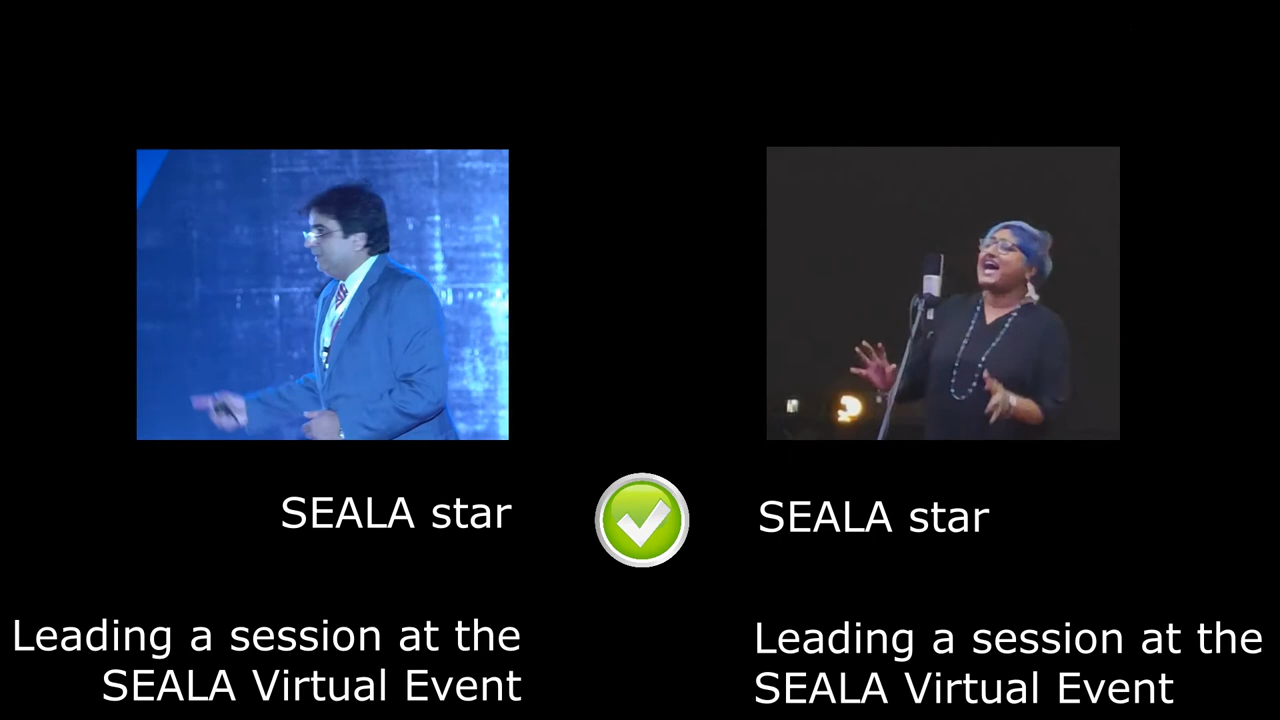 SEALA star
SEALA star
Leading a session at the
SEALA Virtual Event
Leading a session at the
SEALA Virtual Event